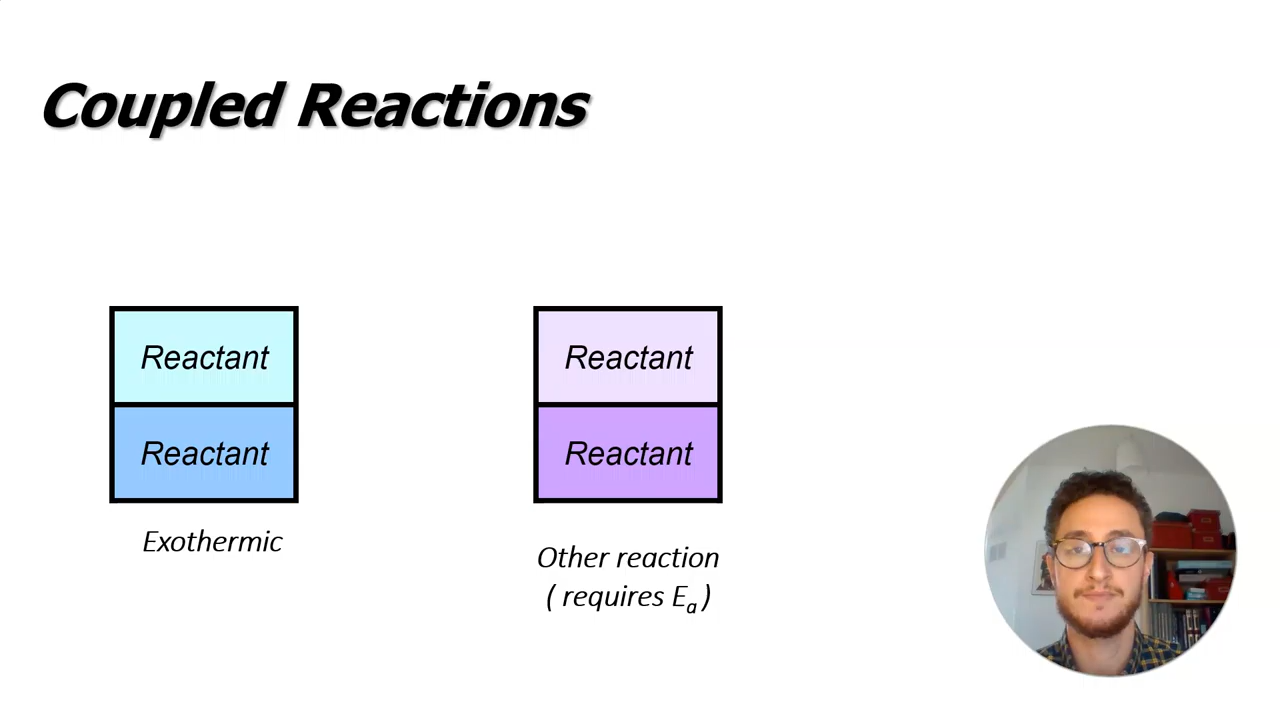 Coupled Reactions
Reactant
Reactant
Exothermic
Reactant
Reactant
Other reaction
( requires Eₐ )